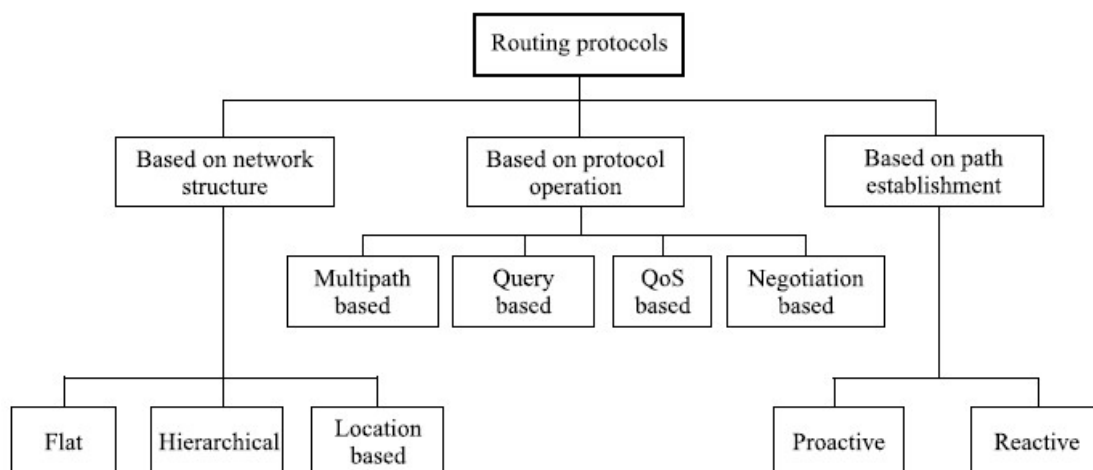 Routing protocols
Based on network
structure
Based on protocol
operation
Based on path
establishment
Multipath
based
Query
based
QoS
based
Negotiation
based
Flat
Hierarchical
Location
based
Proactive
Reactive